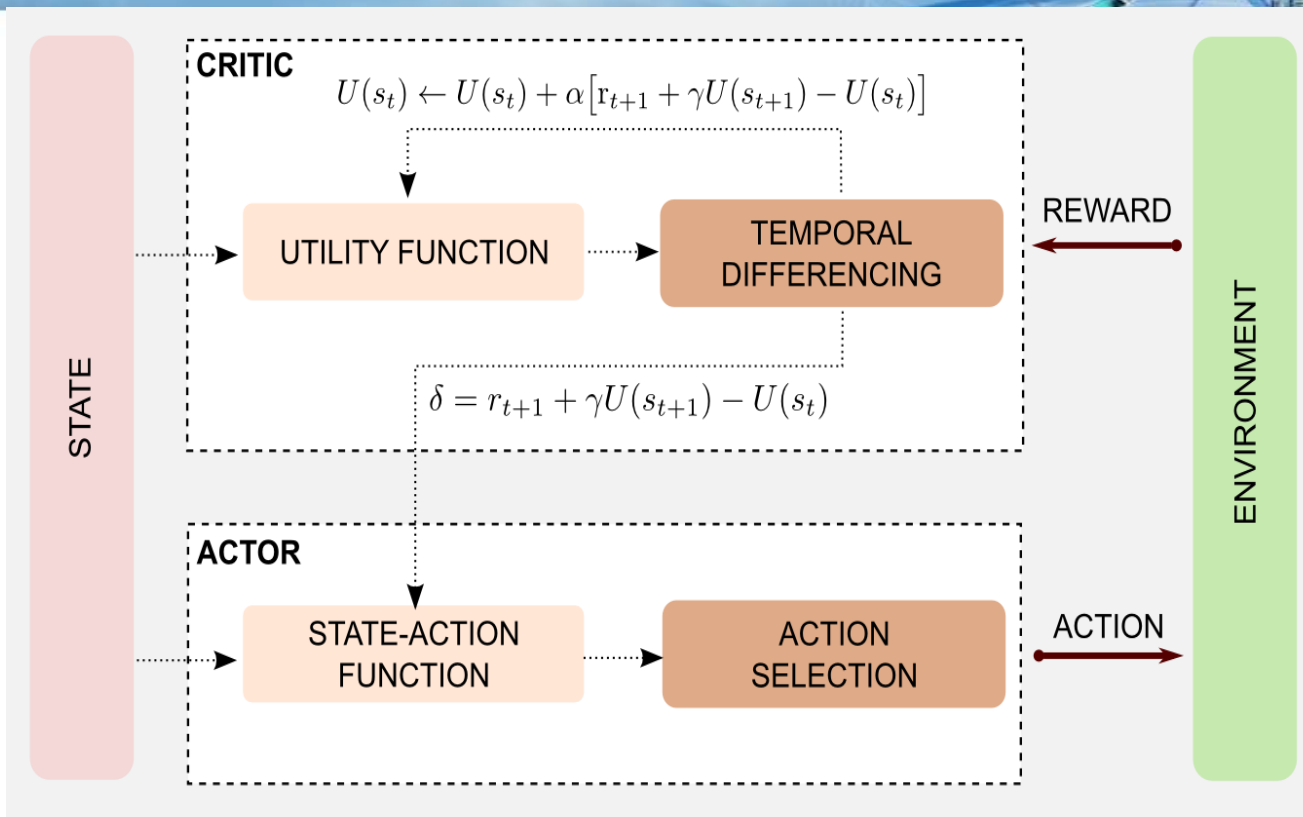 CRITIC
U(s_t) ← U(s_t) + α[r_{t+1} + γU(s_{t+1}) − U(s_t)]
UTILITY FUNCTION
TEMPORAL
DIFFERENCING
REWARD
STATE
δ = r_{t+1} + γU(s_{t+1}) − U(s_t)
ENVIRONMENT
ACTOR
STATE-ACTION
FUNCTION
ACTION
SELECTION
ACTION